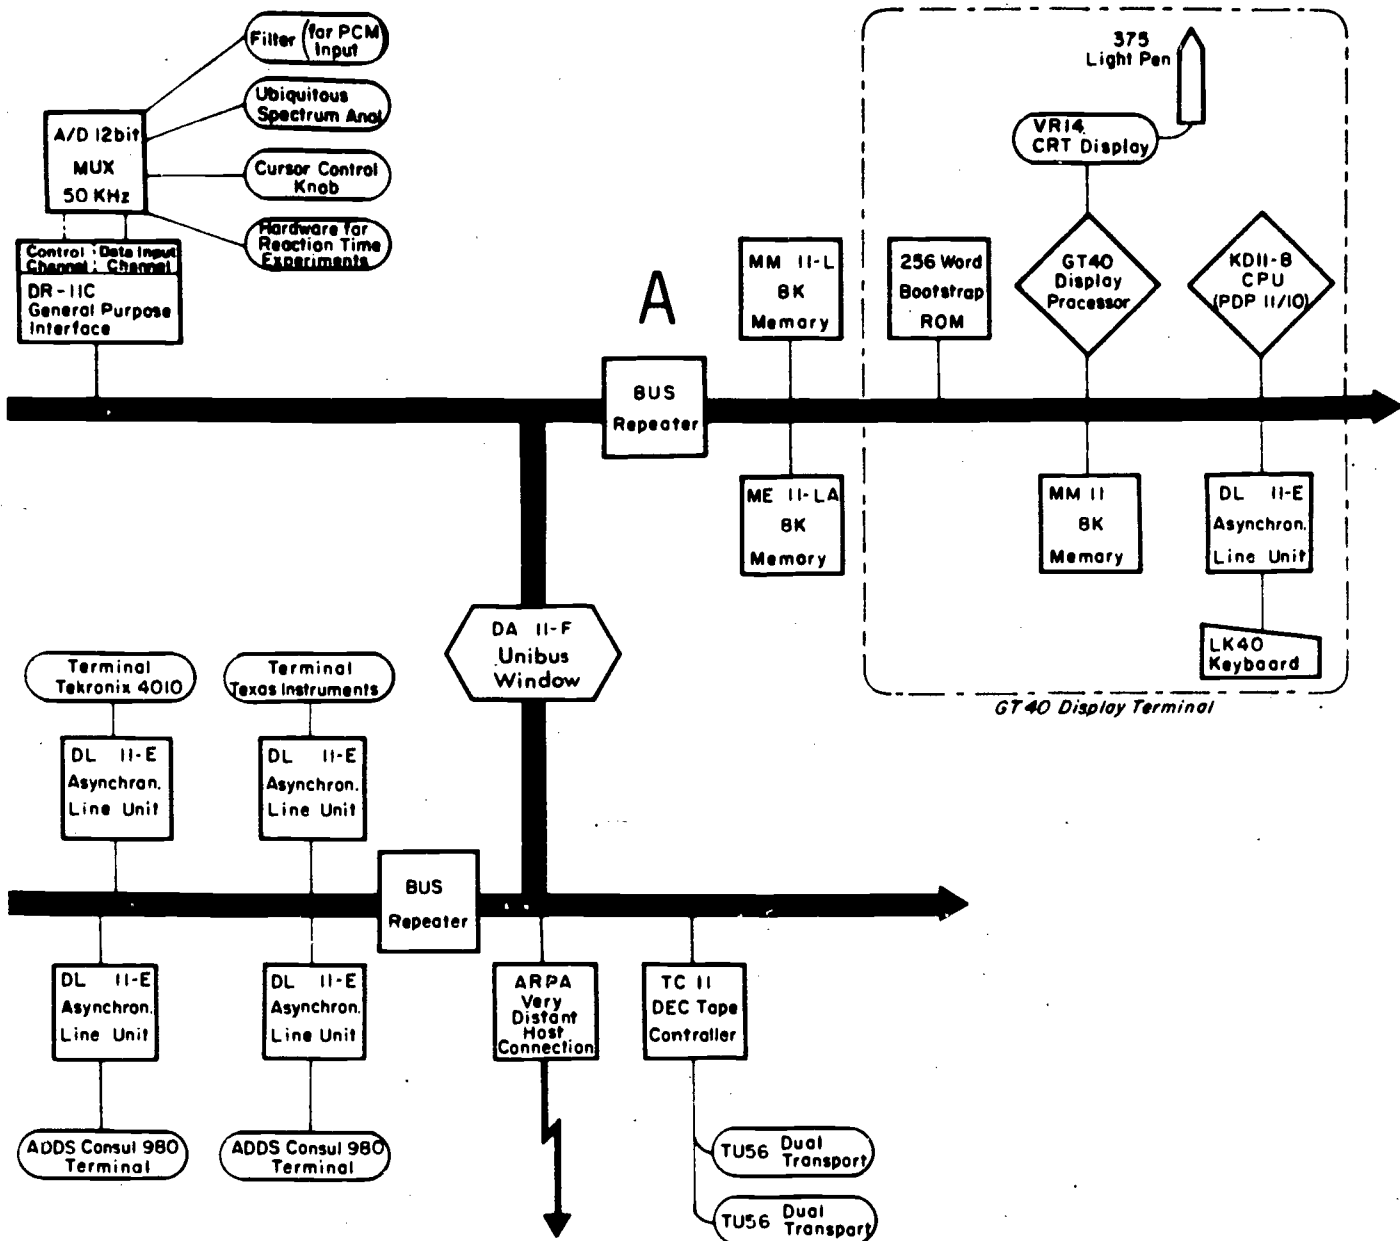 Filter (for PCM
Input)
Ubiquitous
Spectrum Anal
A/D 12bit
MUX
50 KHz
Cursor Control
Knob
Hardware for
Reaction Time
Experiments
Control
Channel
Data Input
Channel
DR-11C
General Purpose
Interface
A
BUS
Repeater
MM 11-L
8K
Memory
ME 11-LA
8K
Memory
375
Light Pen
VR14
CRT Display
256 Word
Bootstrap
ROM
GT40
Display
Processor
KD11-B
CPU
(PDP 11/10)
MM 11
8K
Memory
DL 11-E
Asynchron.
Line Unit
LK40
Keyboard
GT40 Display Terminal
DA 11-F
Unibus
Window
Terminal
Tekronix 4010
Terminal
Texas Instruments
DL 11-E
Asynchran.
Line Unit
DL 11-E
Asynchron.
Line Unit
BUS
Repeater
DL 11-E
Asynchron.
Line Unit
DL 11-E
Asynchron.
Line Unit
ARPA
Very
Distant
Host
Connection
TC 11
DEC Tape
Controller
ADDS Consul 980
Terminal
ADDS Consul 980
Terminal
TU56 Dual
Transport
TU56 Dual
Transport